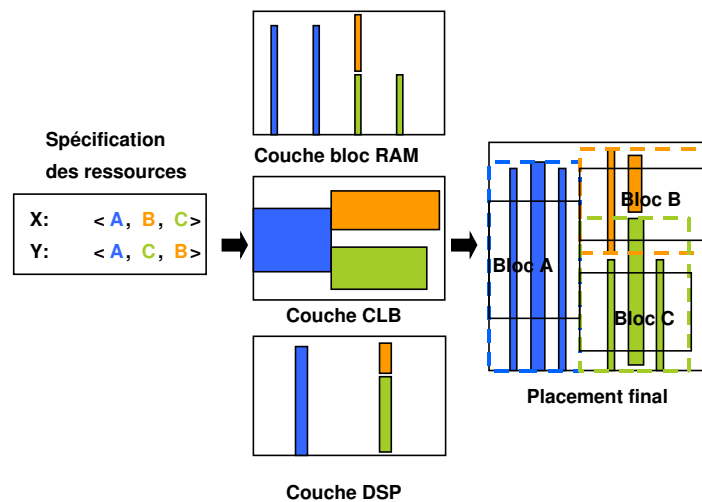 Spécification
des ressources
X: < A, B, C>
Y: < A, C, B>
Couche bloc RAM
Couche CLB
Couche DSP
Bloc A
Bloc B
Bloc C
Placement final